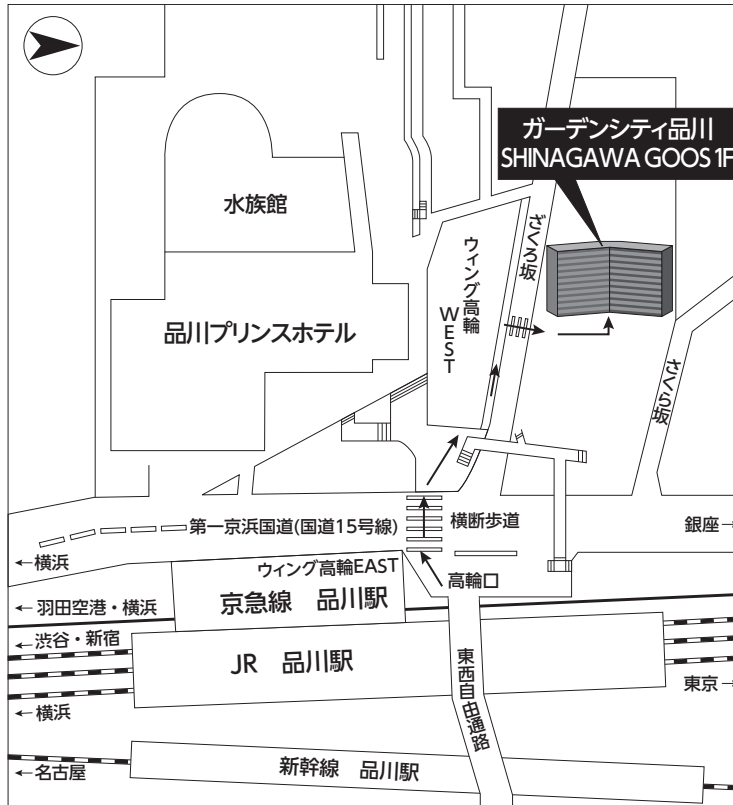 ガーデンシティ品川
SHINAGAWA GOOS 1F
水族館
ウィング高輪
WEST
ざくろ坂
品川プリンスホテル
さくら坂
第一京浜国道(国道15号線)
横断歩道
銀座→
←横浜
ウィング高輪EAST
高輪口
京急線 品川駅
←羽田空港・横浜
←渋谷・新宿
JR 品川駅
東西自由通路
東京→
←横浜
新幹線 品川駅
←名古屋